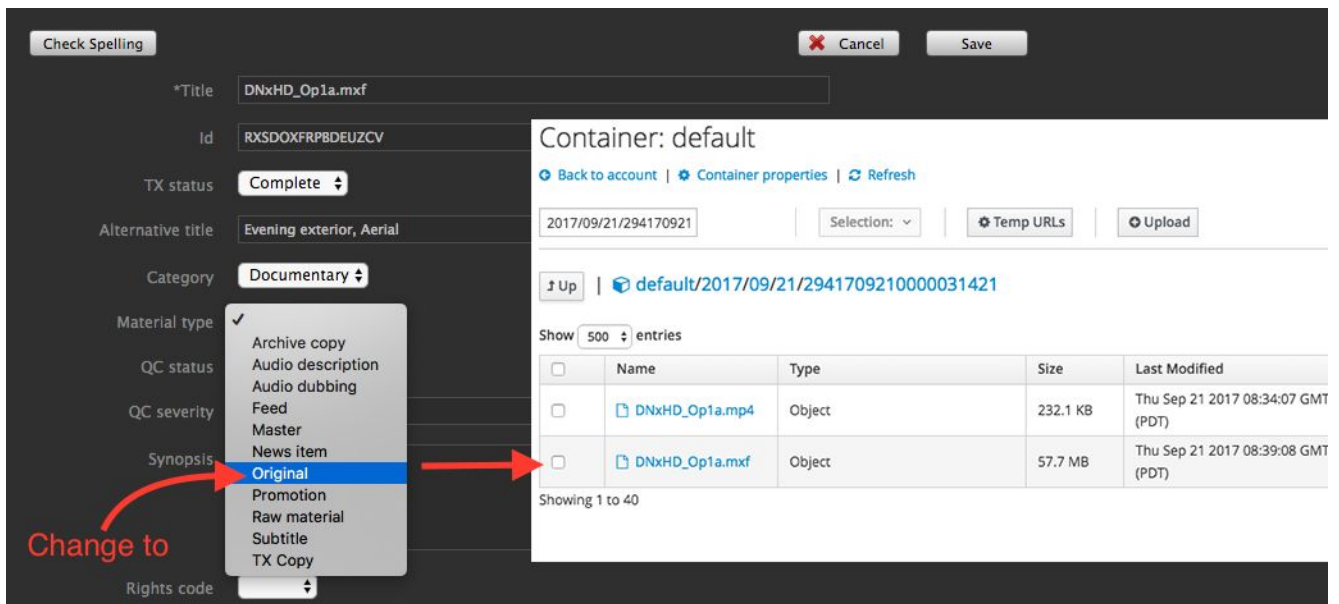 Check Spelling
Cancel
Save
*Title DNxHD_Op1a.mxf
Id RXSDOXFRPBDEUZCV
TX status Complete
Alternative title Evening exterior, Aerial
Category Documentary
Material type
QC status
QC severity
Synopsis
Rights code
Archive copy
Audio description
Audio dubbing
Feed
Master
News item
Original
Promotion
Raw material
Subtitle
TX Copy
Change to
Container: default
Back to account | Container properties | Refresh
2017/09/21/294170921 Selection: Temp URLs Upload
Up | default/2017/09/21/2941709210000031421
Show 500 entries
Name Type Size Last Modified
DNxHD_Op1a.mp4 Object 232.1 KB Thu Sep 21 2017 08:34:07 GMT
(PDT)
DNxHD_Op1a.mxf Object 57.7 MB Thu Sep 21 2017 08:39:08 GMT
(PDT)
Showing 1 to 40